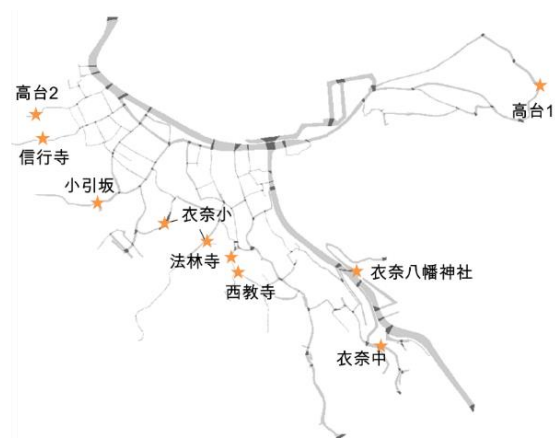 高台2
高台1
信行寺
小引坂
衣奈小
法林寺
衣奈八幡神社
西教寺
衣奈中